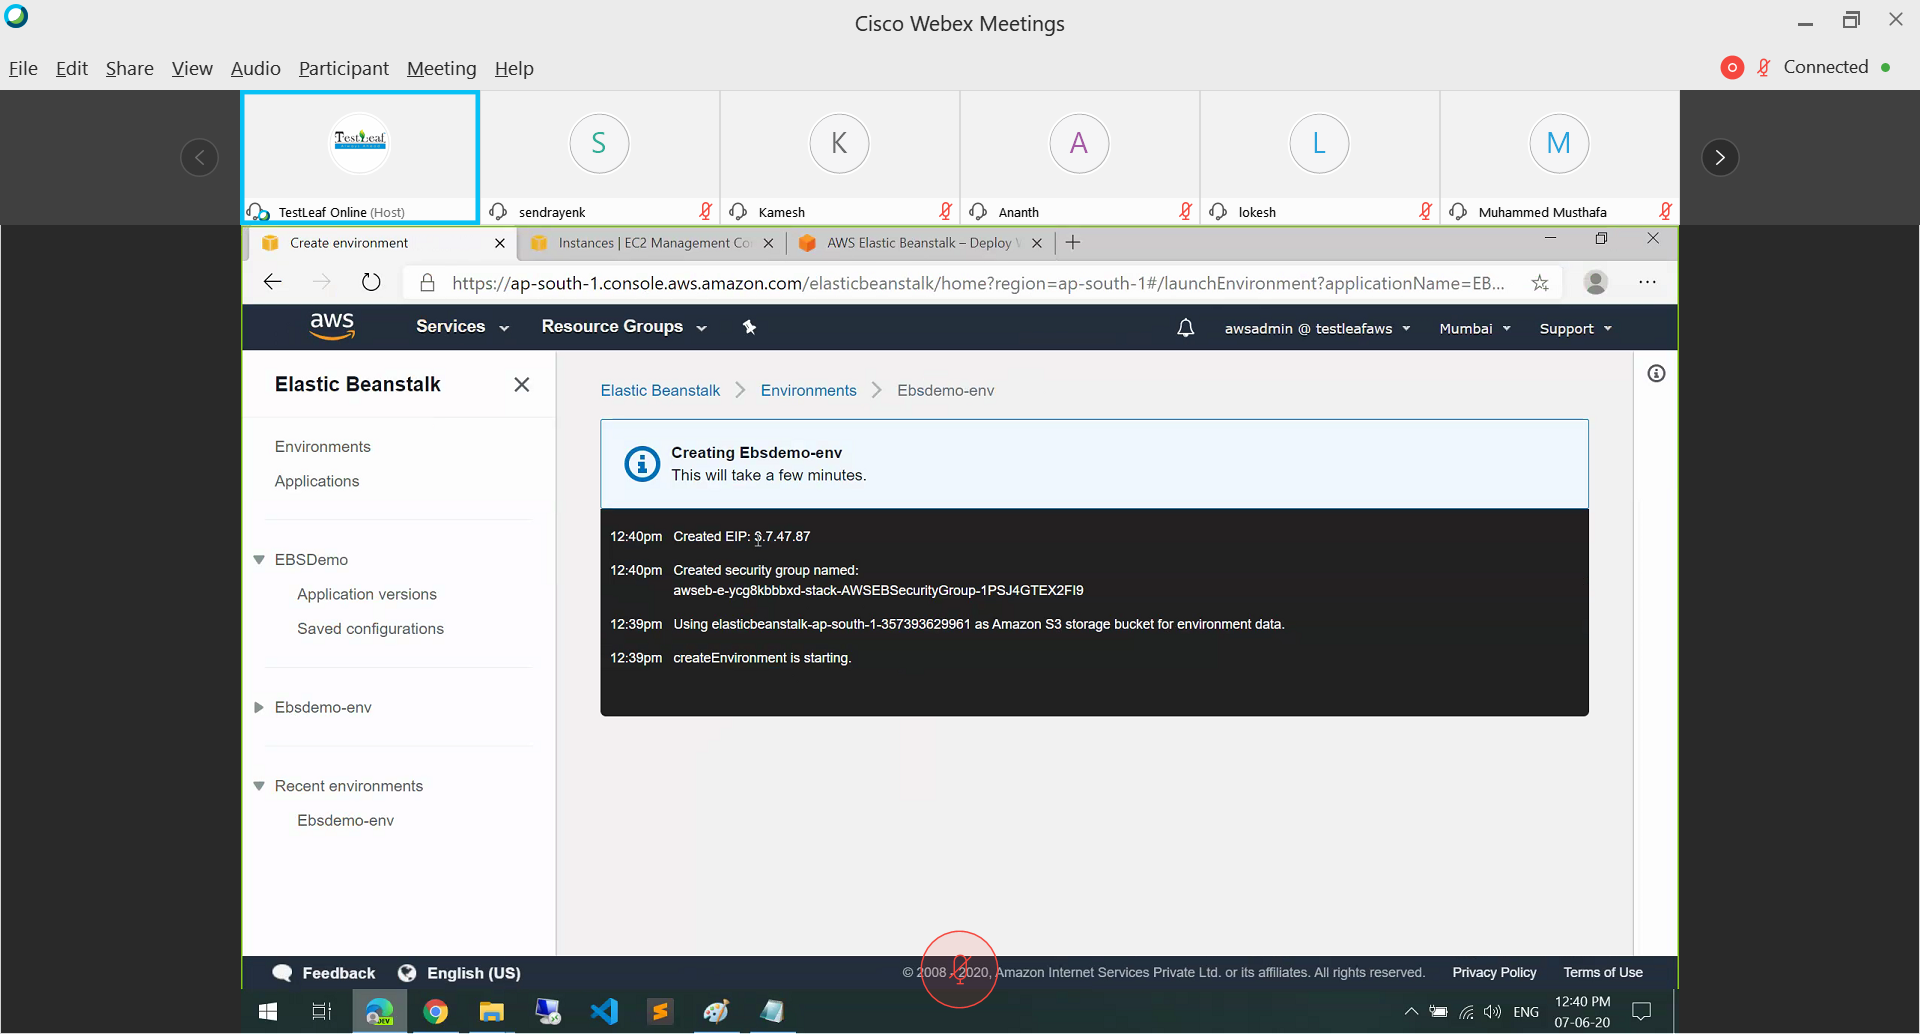 Cisco Webex Meetings
File Edit Share View Audio Participant Meeting Help
Connected
TestLeaf
S
K
A
L
M
TestLeaf Online (Host)
sendrayenk
Kamesh
Ananth
lokesh
Muhammed Musthafa
Create environment
Instances | EC2 Management Co
AWS Elastic Beanstalk – Deploy
https://ap-south-1.console.aws.amazon.com/elasticbeanstalk/home?region=ap-south-1#/launchEnvironment?applicationName=EB...
aws
Services
Resource Groups
awsadmin @ testleafaws
Mumbai
Support
Elastic Beanstalk
Environments
Applications
EBSDemo
Application versions
Saved configurations
Ebsdemo-env
Recent environments
Ebsdemo-env
Elastic Beanstalk
Environments
Ebsdemo-env
Creating Ebsdemo-env
This will take a few minutes.
12:40pm Created EIP: 3.7.47.87
12:40pm Created security group named:
awseb-e-ycg8kbbbxd-stack-AWSEBSecurityGroup-1PSJ4GTEX2FI9
12:39pm Using elasticbeanstalk-ap-south-1-357393629961 as Amazon S3 storage bucket for environment data.
12:39pm createEnvironment is starting.
Feedback
English (US)
© 2008 - 2020, Amazon Internet Services Private Ltd. or its affiliates. All rights reserved.
Privacy Policy
Terms of Use
DEV
ENG
12:40 PM
07-06-20